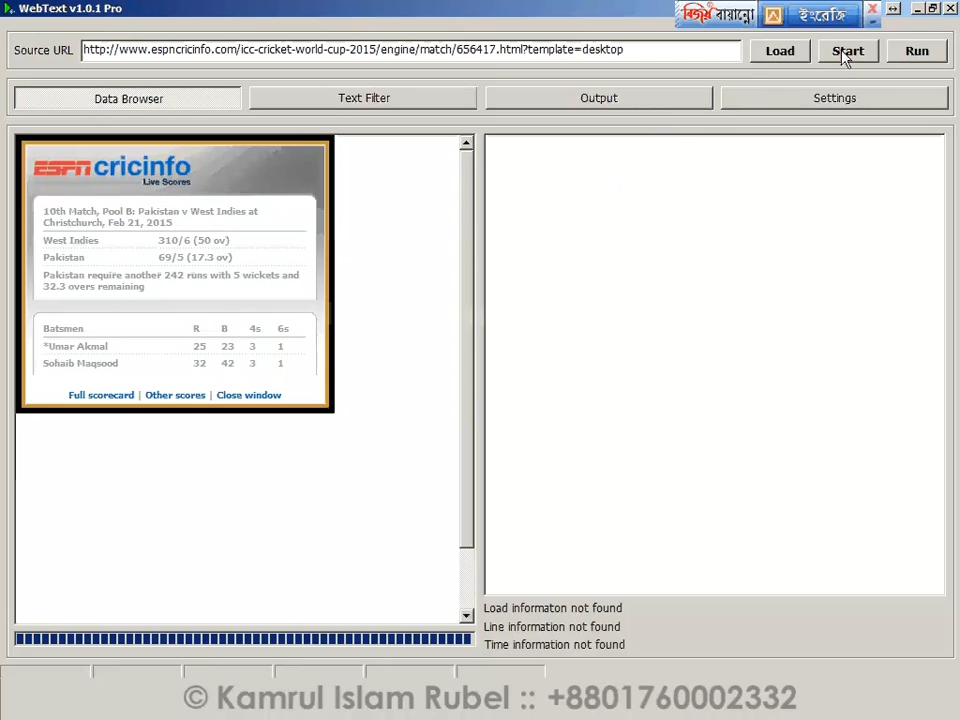 WebText v1.0.1 Pro
বিজয় বায়ান্নো
ইংরেজি
Source URL
http://www.espncricinfo.com/icc-cricket-world-cup-2015/engine/match/656417.html?template=desktop
Load
Start
Run
Data Browser
Text Filter
Output
Settings
ESPN cricinfo
Live Scores
10th Match, Pool B: Pakistan v West Indies at
Christchurch, Feb 21, 2015
West Indies 310/6 (50 ov)
Pakistan 69/5 (17.3 ov)
Pakistan require another 242 runs with 5 wickets and
32.3 overs remaining
Batsmen R B 4s 6s
*Umar Akmal 25 23 3 1
Sohaib Maqsood 32 42 3 1
Full scorecard | Other scores | Close window
Load informaton not found
Line information not found
Time information not found
© Kamrul Islam Rubel :: +8801760002332